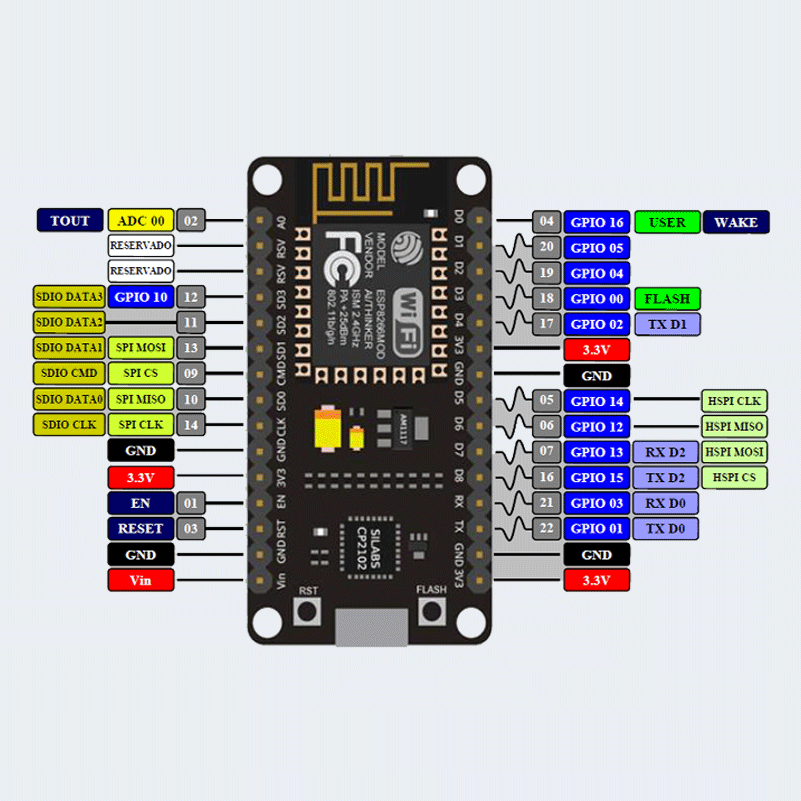 TOUT ADC 00 02
RESERVADO
RESERVADO
SDIO DATA3 GPIO 10 12
SDIO DATA2 11
SDIO DATA1 SPI MOSI 13
SDIO CMD SPI CS 09
SDIO DATA0 SPI MISO 10
SDIO CLK SPI CLK 14
GND
3.3V
EN 01
RESET 03
GND
Vin
A0
RSV
RSV
SD3
SD2
SD1
CMD
SD0
CLK
GND
3V3
EN
RST
GND
Vin
MODEL ESP8266MOD
VENDOR AI/THINKER
ISM 2.4GHz
PA +25dBm
802.11b/g/n
FC
Wi Fi
AM1117
SILABS
CP2102
RST
FLASH
D0
D1
D2
D3
D4
3V3
GND
D5
D6
D7
D8
RX
TX
GND
3V3
04 GPIO 16 USER WAKE
20 GPIO 05
19 GPIO 04
18 GPIO 00 FLASH
17 GPIO 02 TX D1
3.3V
GND
05 GPIO 14 HSPI CLK
06 GPIO 12 HSPI MISO
07 GPIO 13 RX D2 HSPI MOSI
16 GPIO 15 TX D2 HSPI CS
21 GPIO 03 RX D0
22 GPIO 01 TX D0
GND
3.3V